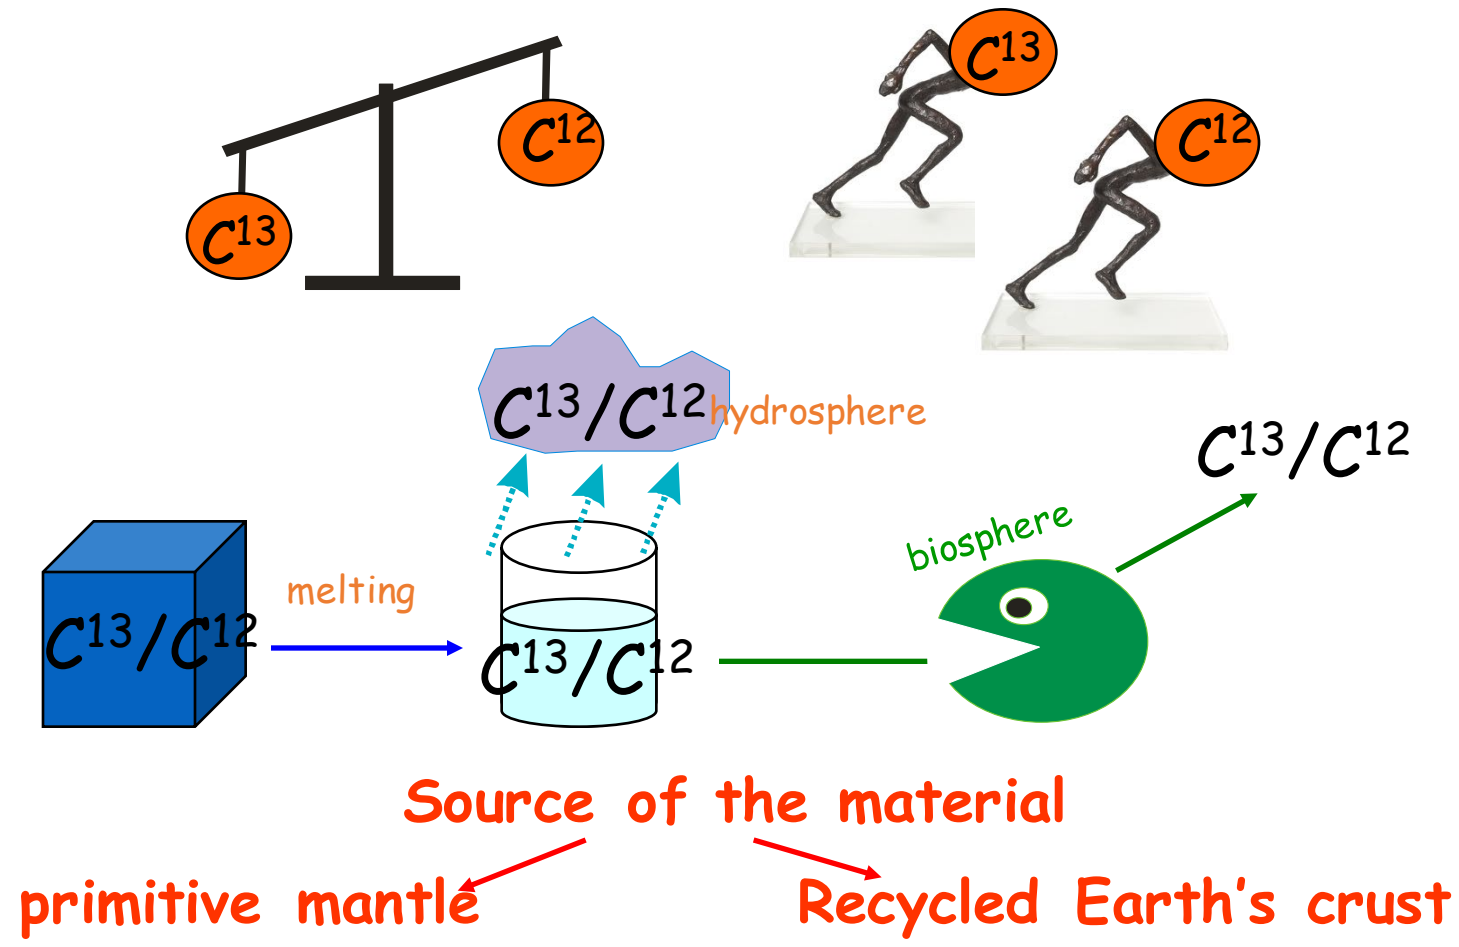 C¹³
C¹²
C¹³
C¹²
C¹³/C¹²
hydrosphere
C¹³/C¹²
biosphere
melting
C¹³/C¹²
C¹³/C¹²
Source of the material
primitive mantle
Recycled Earth’s crust